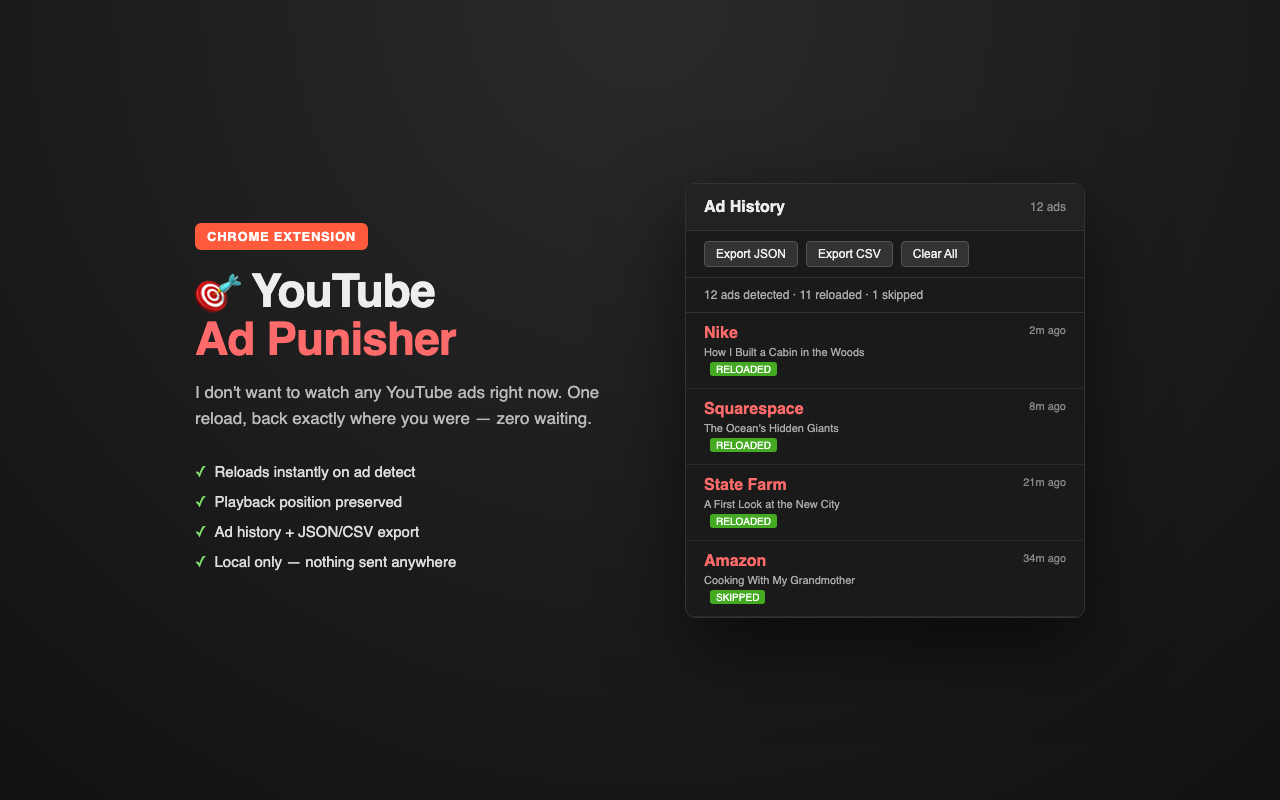 CHROME EXTENSION
🎯 YouTube
Ad Punisher
I don't want to watch any YouTube ads right now. One
reload, back exactly where you were — zero waiting.
✓ Reloads instantly on ad detect
✓ Playback position preserved
✓ Ad history + JSON/CSV export
✓ Local only — nothing sent anywhere
Ad History 12 ads
Export JSON Export CSV Clear All
12 ads detected · 11 reloaded · 1 skipped
Nike 2m ago
How I Built a Cabin in the Woods
RELOADED
Squarespace 8m ago
The Ocean's Hidden Giants
RELOADED
State Farm 21m ago
A First Look at the New City
RELOADED
Amazon 34m ago
Cooking With My Grandmother
SKIPPED